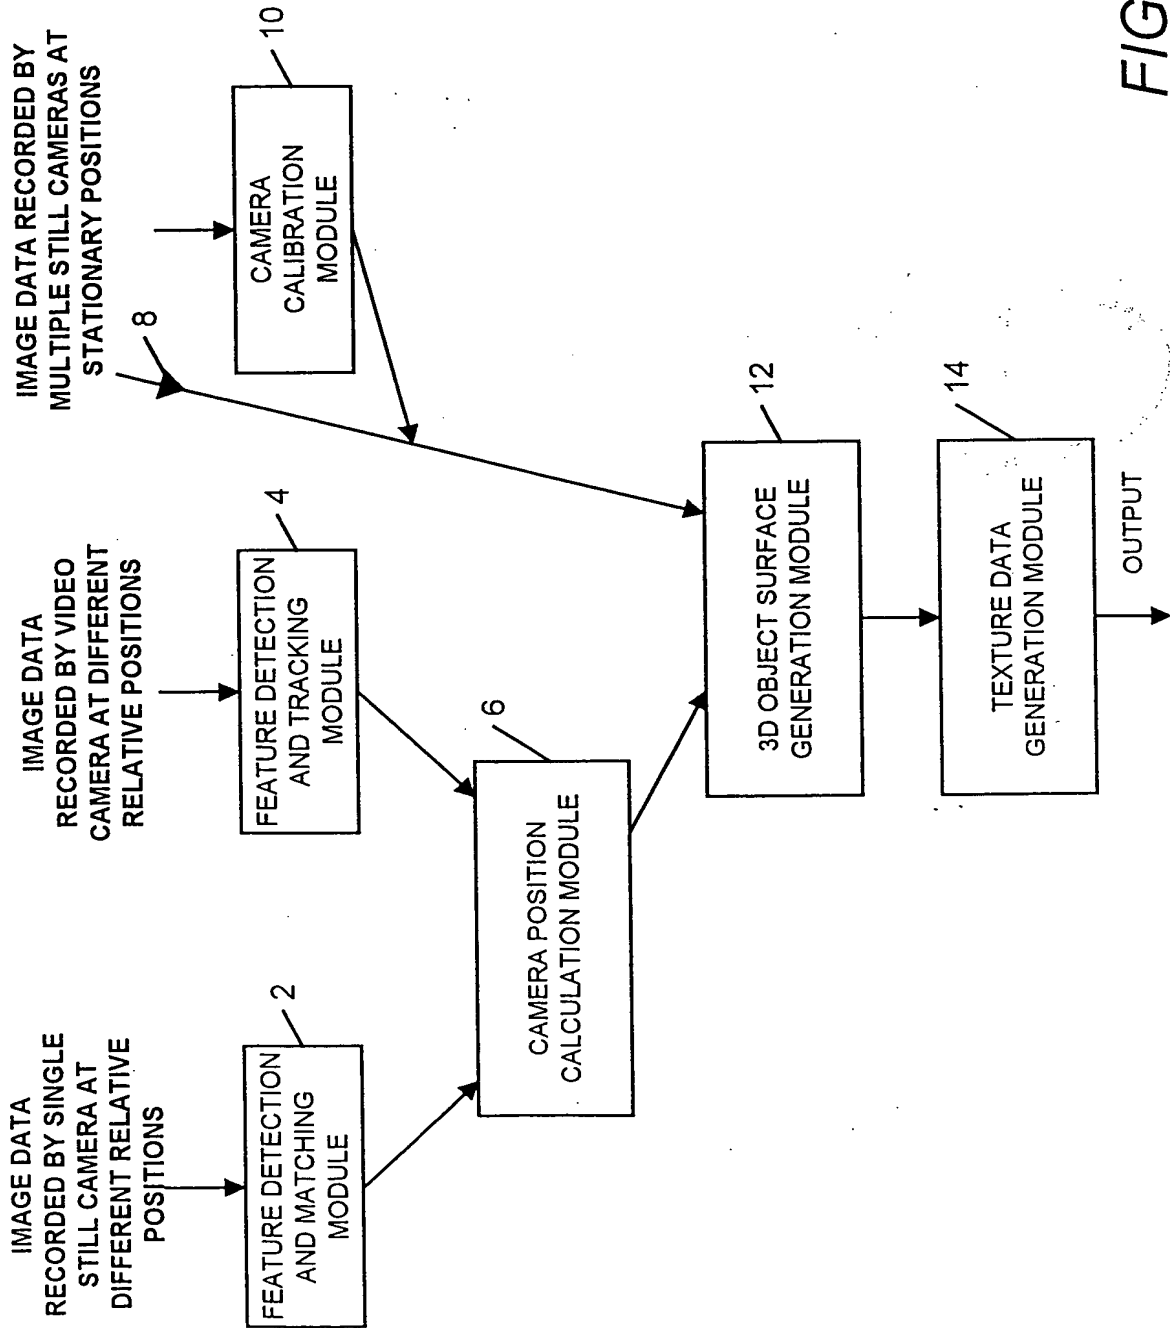 IMAGE DATA
RECORDED BY SINGLE
STILL CAMERA AT
DIFFERENT RELATIVE
POSITIONS
IMAGE DATA
RECORDED BY VIDEO
CAMERA AT DIFFERENT
RELATIVE POSITIONS
IMAGE DATA RECORDED BY
MULTIPLE STILL CAMERAS AT
STATIONARY POSITIONS
8
2
FEATURE DETECTION
AND MATCHING
MODULE
4
FEATURE DETECTION
AND TRACKING
MODULE
10
CAMERA
CALIBRATION
MODULE
6
CAMERA POSITION
CALCULATION MODULE
12
3D OBJECT SURFACE
GENERATION MODULE
14
TEXTURE DATA
GENERATION MODULE
OUTPUT
FIG